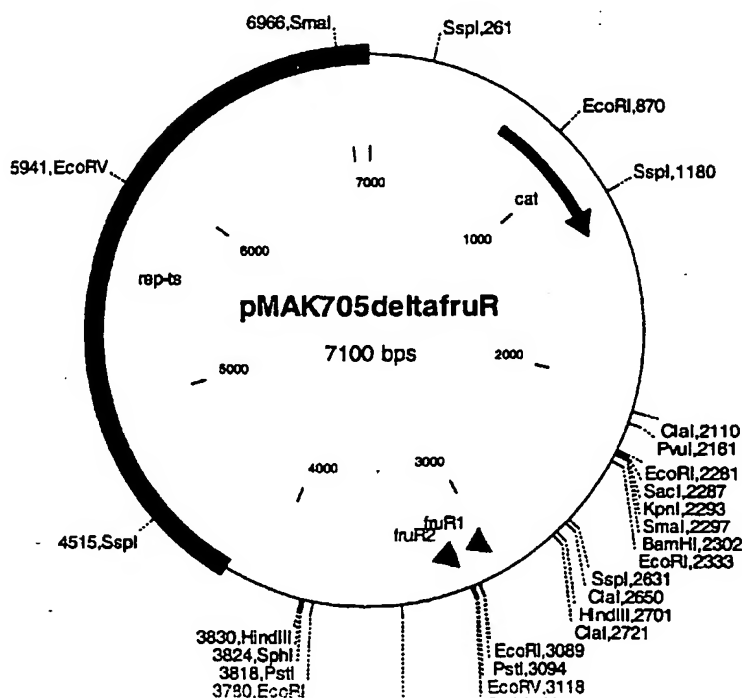 6966,SmaI
SspI,261
EcoRI,870
5941,EcoRV
SspI,1180
7000
cat
1000
6000
rep-ts
pMAK705deltafruR
7100 bps
5000
2000
ClaI,2110
PvuI,2161
4000
3000
EcoRI,2281
SacI,2287
KpnI,2293
SmaI,2297
BamHI,2302
EcoRI,2333
fruR1
fruR2
4515,SspI
SspI,2631
ClaI,2650
HindIII,2701
ClaI,2721
3830,HindIII
3824,SphI
3818,PstI
3780,EcoRI
EcoRI,3089
PstI,3094
EcoRV,3118